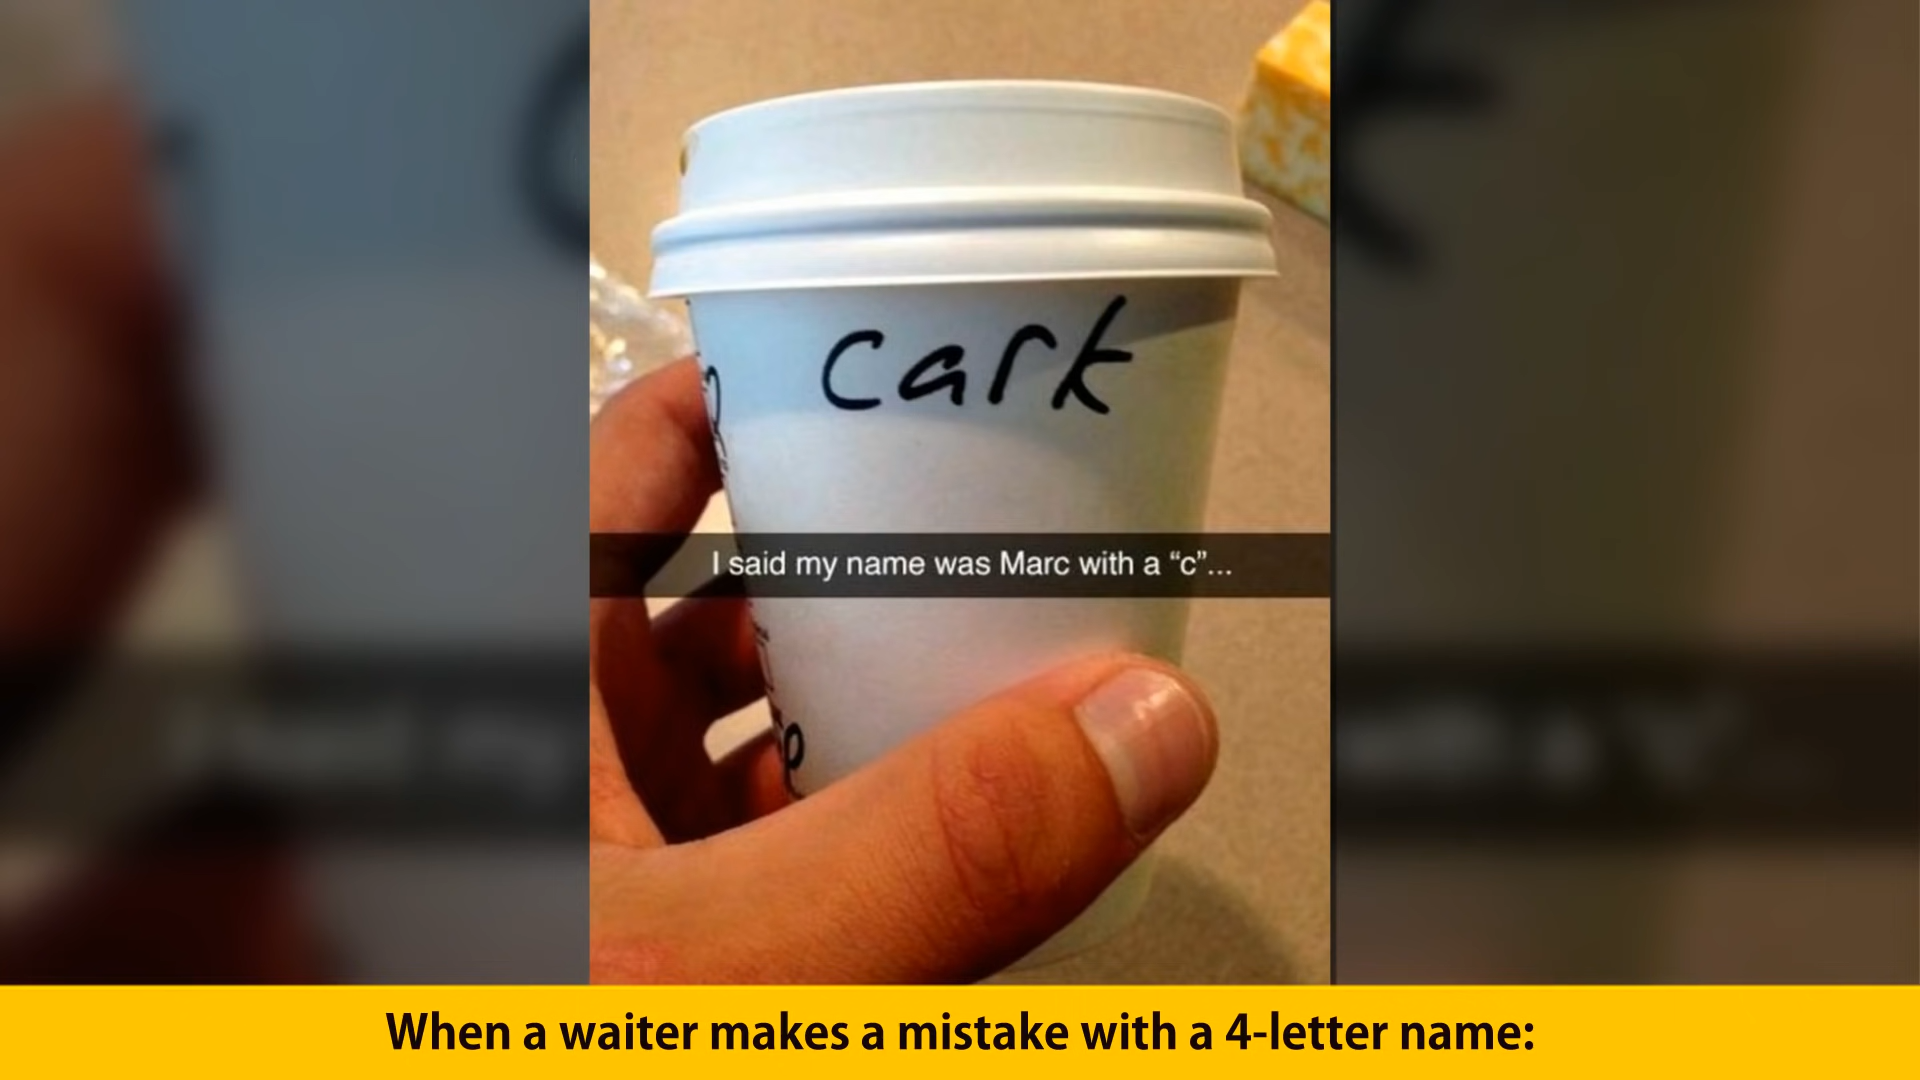 cark
I said my name was Marc with a “c”...
When a waiter makes a mistake with a 4-letter name: